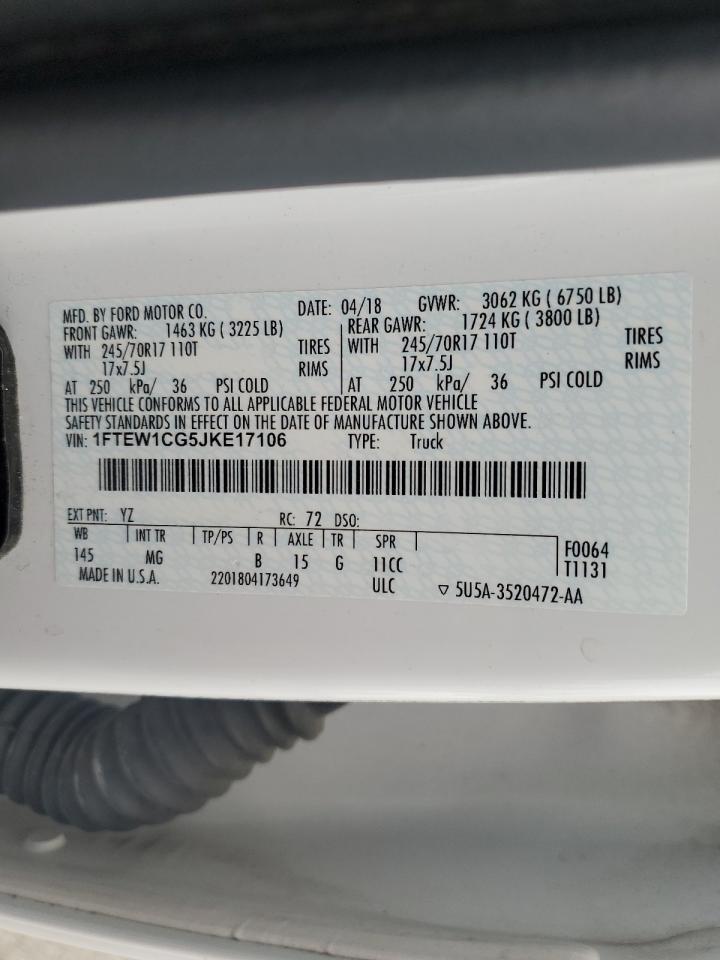 MFD. BY FORD MOTOR CO. DATE: 04/18 GVWR: 3062 KG ( 6750 LB)
FRONT GAWR: 1463 KG ( 3225 LB) REAR GAWR: 1724 KG ( 3800 LB)
WITH 245/70R17 110T TIRES WITH 245/70R17 110T TIRES
17x7.5J RIMS 17x7.5J RIMS
AT 250 kPa/ 36 PSI COLD AT 250 kPa/ 36 PSI COLD
THIS VEHICLE CONFORMS TO ALL APPLICABLE FEDERAL MOTOR VEHICLE
SAFETY STANDARDS IN EFFECT ON THE DATE OF MANUFACTURE SHOWN ABOVE.
VIN: 1FTEW1CG5JKE17106 TYPE: Truck
EXT PNT: YZ RC: 72 DSO:
WB INT TR TP/PS R AXLE TR SPR F0064
145 MG B 15 G 11CC T1131
MADE IN U.S.A. 2201804173649 ULC ▽ 5U5A-3520472-AA